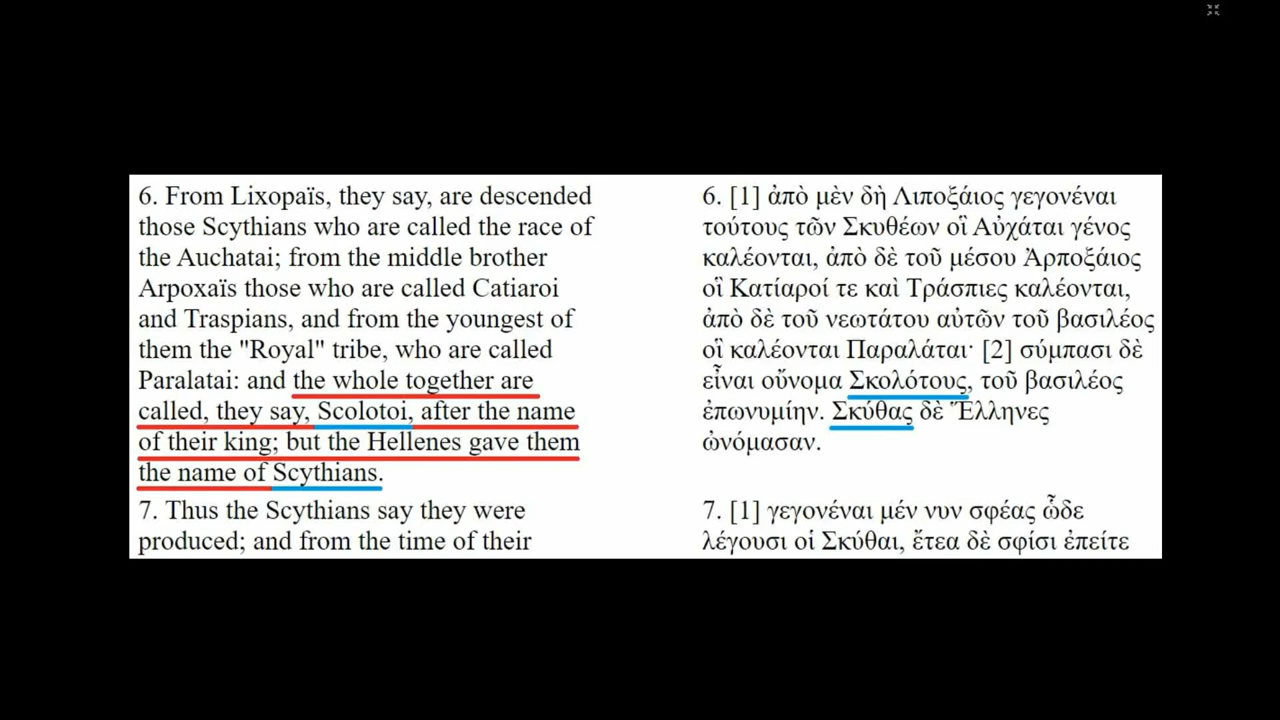 6. From Lixopaïs, they say, are descended
those Scythians who are called the race of
the Auchatai; from the middle brother
Arpoxaïs those who are called Catiaroi
and Traspians, and from the youngest of
them the "Royal" tribe, who are called
Paralatai: and the whole together are
called, they say, Scolotoi, after the name
of their king; but the Hellenes gave them
the name of Scythians.
7. Thus the Scythians say they were
produced; and from the time of their
6. [1] ἀπὸ μὲν δὴ Λιποξάιος γεγονέναι
τούτους τῶν Σκυθέων οἳ Αὐχάται γένος
καλέονται, ἀπὸ δὲ τοῦ μέσου Ἀρποξάιος
οἳ Κατίαροί τε καὶ Τράσπιες καλέονται,
ἀπὸ δὲ τοῦ νεωτάτου αὐτῶν τοῦ βασιλέος
οἳ καλέονται Παραλάται· [2] σύμπασι δὲ
εἶναι οὔνομα Σκολότους, τοῦ βασιλέος
ἐπωνυμίην. Σκύθας δὲ Ἕλληνες
ὠνόμασαν.
7. [1] γεγονέναι μέν νυν σφέας ὧδε
λέγουσι οἱ Σκύθαι, ἔτεα δὲ σφίσι ἐπείτε